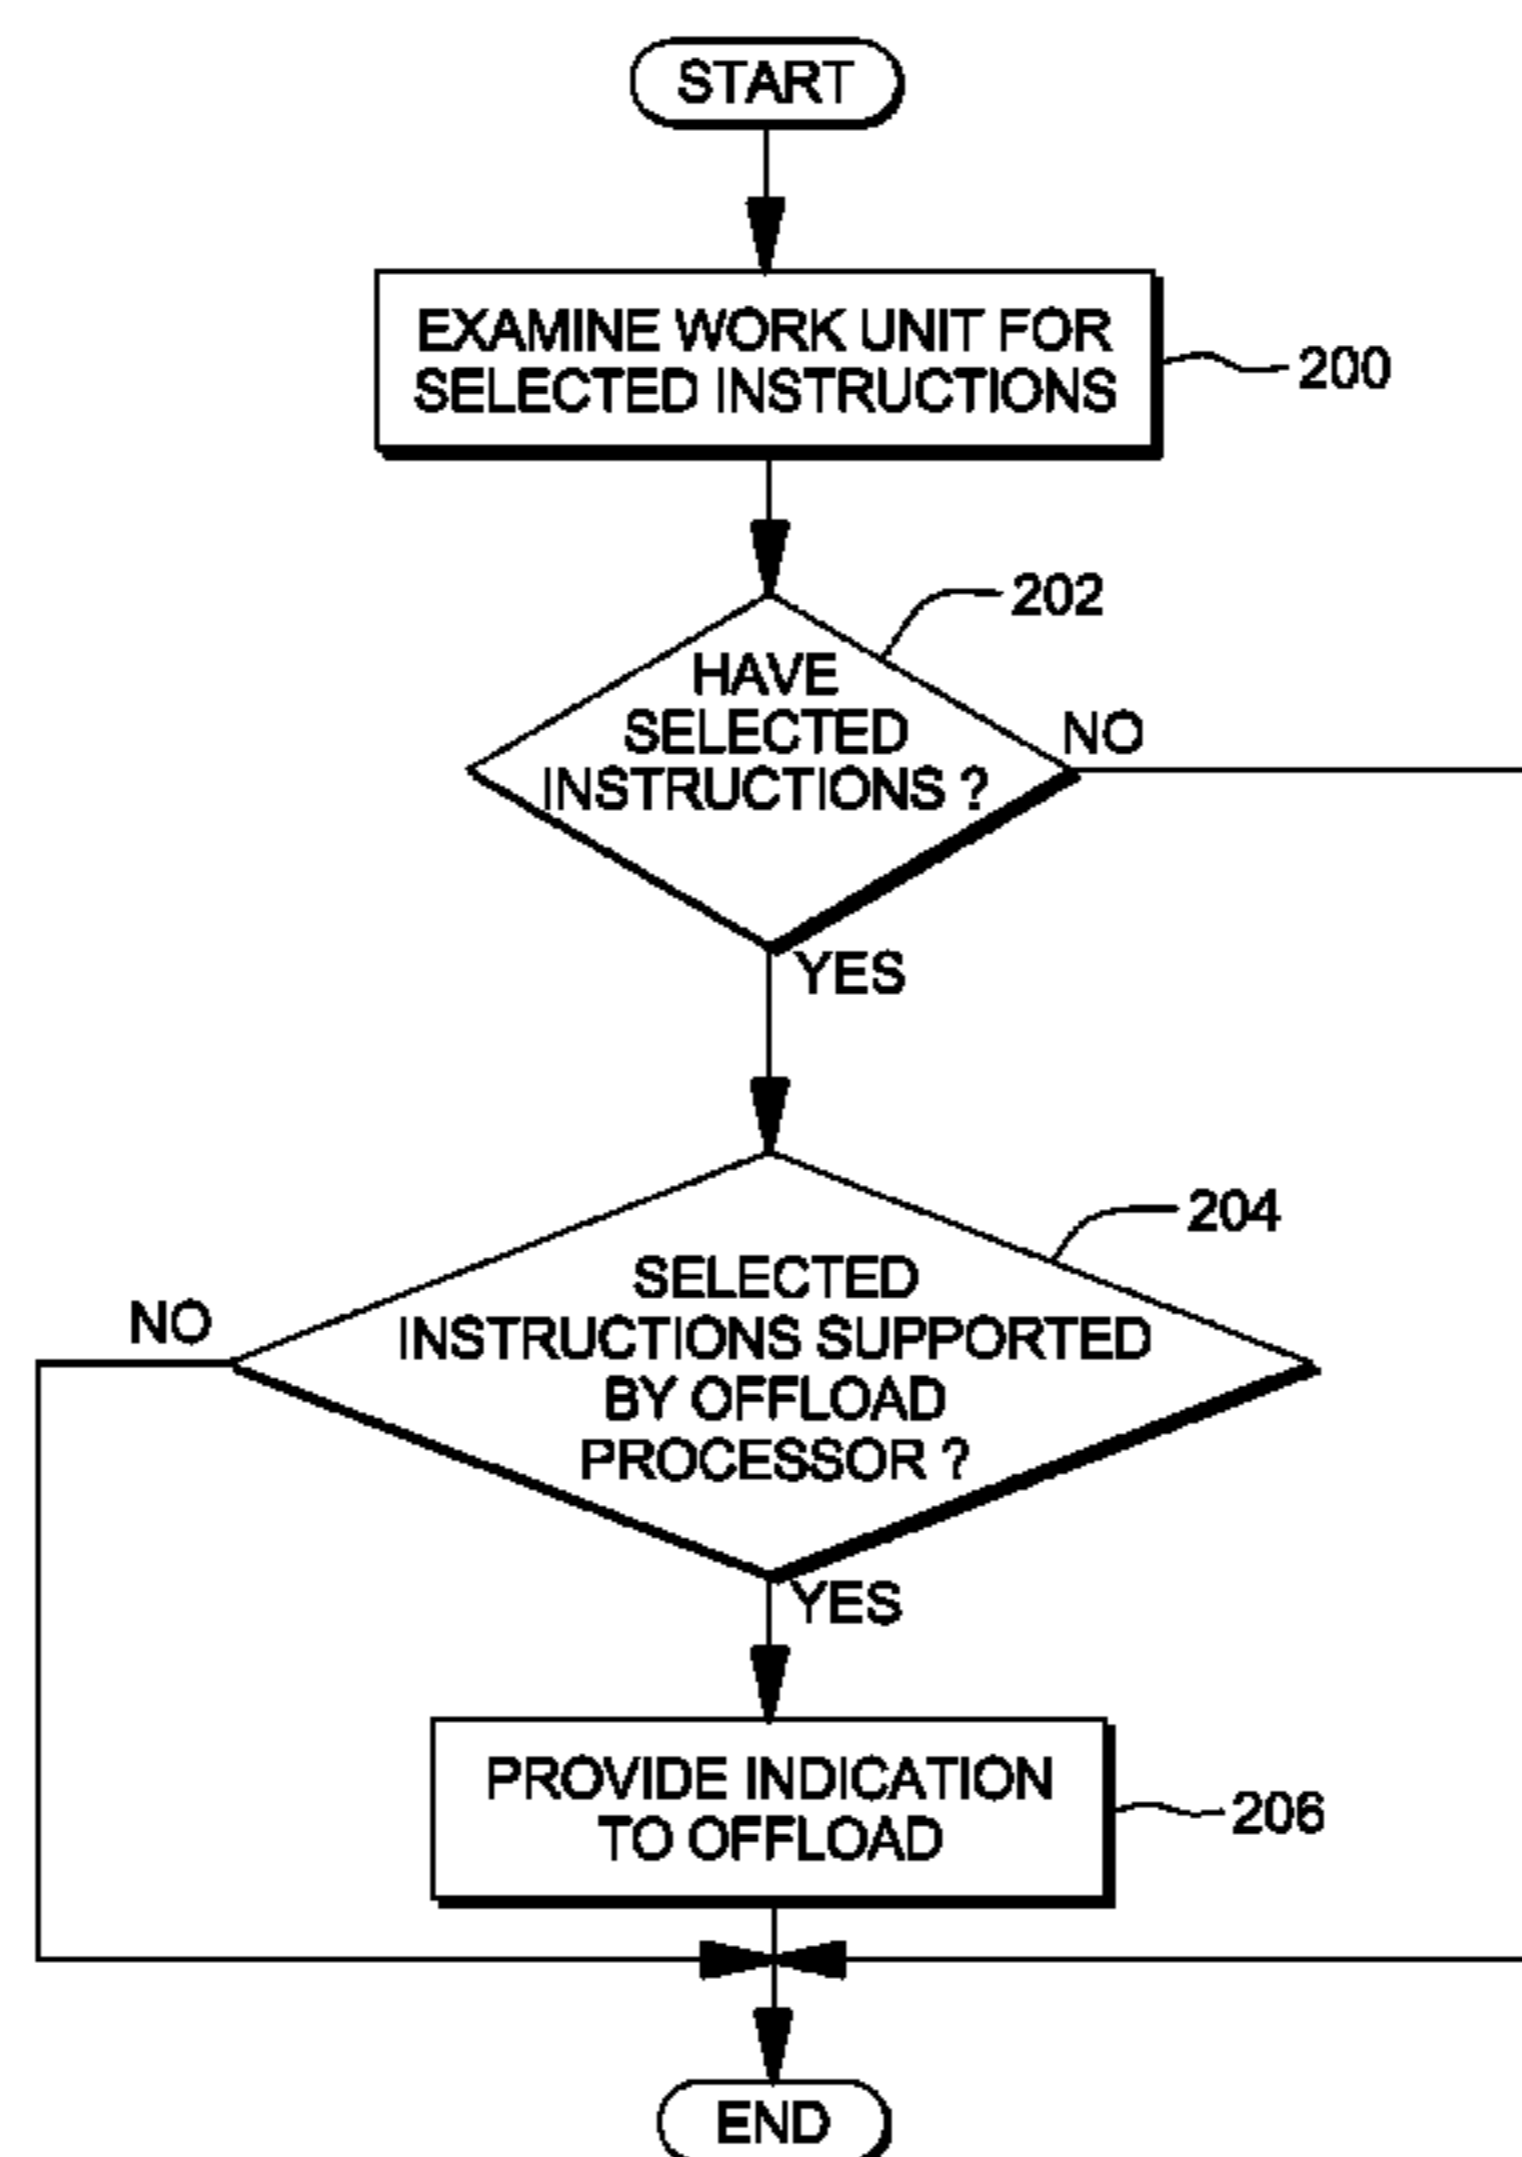 START
EXAMINE WORK UNIT FOR
SELECTED INSTRUCTIONS
200
202
HAVE
SELECTED
INSTRUCTIONS ?
NO
YES
204
SELECTED
INSTRUCTIONS SUPPORTED
BY OFFLOAD
PROCESSOR ?
NO
YES
PROVIDE INDICATION
TO OFFLOAD
206
END